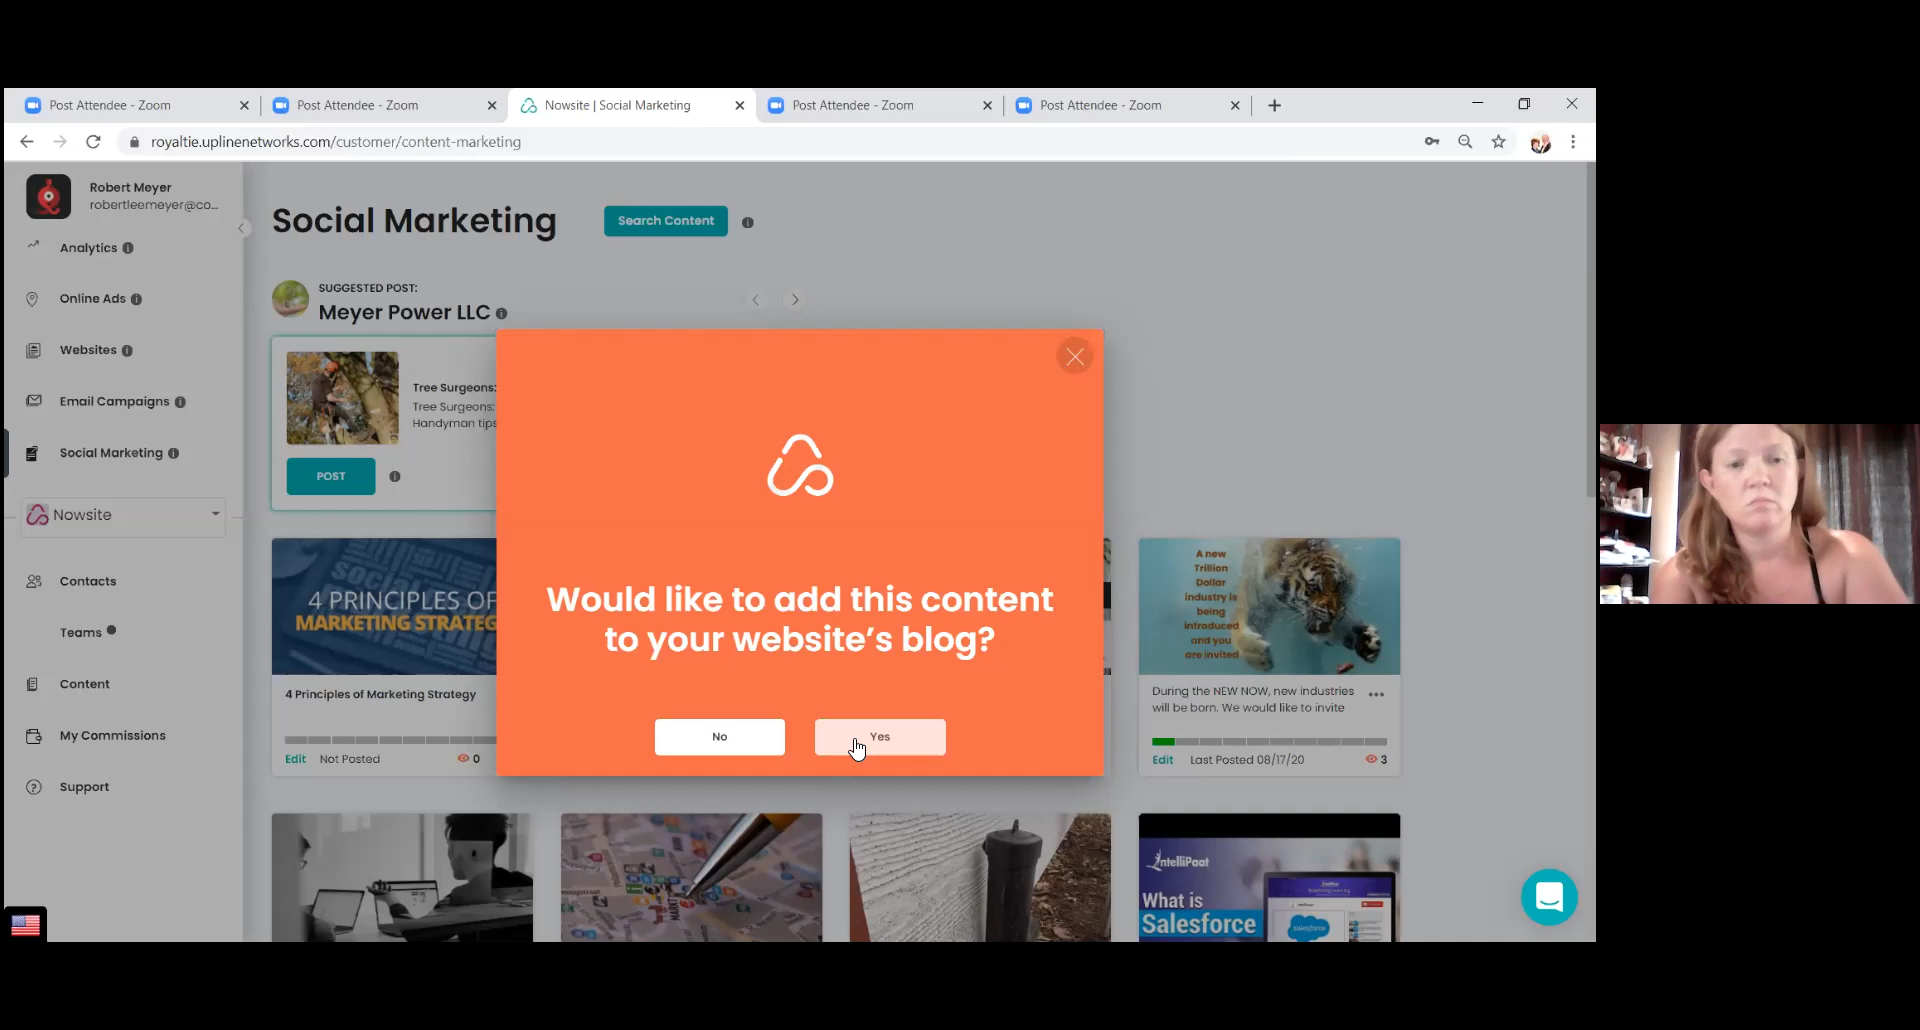 Post Attendee - Zoom
Post Attendee - Zoom
Nowsite | Social Marketing
Post Attendee - Zoom
Post Attendee - Zoom
royaltie.uplinenetworks.com/customer/content-marketing
Robert Meyer
robertleemeyer@co...
Analytics
Online Ads
Websites
Email Campaigns
Social Marketing
Nowsite
Contacts
Teams
Content
My Commissions
Support
Social Marketing
Search Content
SUGGESTED POST:
Meyer Power LLC
Tree Surgeons:
Tree Surgeons:
Handyman tips
POST
Would like to add this content
to your website's blog?
No
Yes
social
4 PRINCIPLES OF
MARKETING STRATEG
4 Principles of Marketing Strategy
Edit
Not Posted
0
A new
Trillion
Dollar
industry is
being
introduced
and you
are invited
During the NEW NOW, new industries
will be born. We would like to invite
Edit
Last Posted 08/17/20
3
IntelliPaat
What is
Salesforce
salesforce